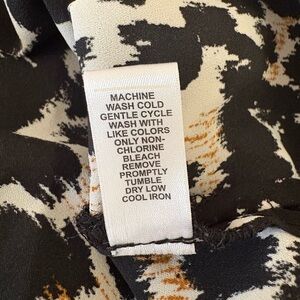 MACHINE
WASH COLD
GENTLE CYCLE
WASH WITH
LIKE COLORS
ONLY NON-
CHLORINE
BLEACH
REMOVE
PROMPTLY
TUMBLE
DRY LOW
COOL IRON